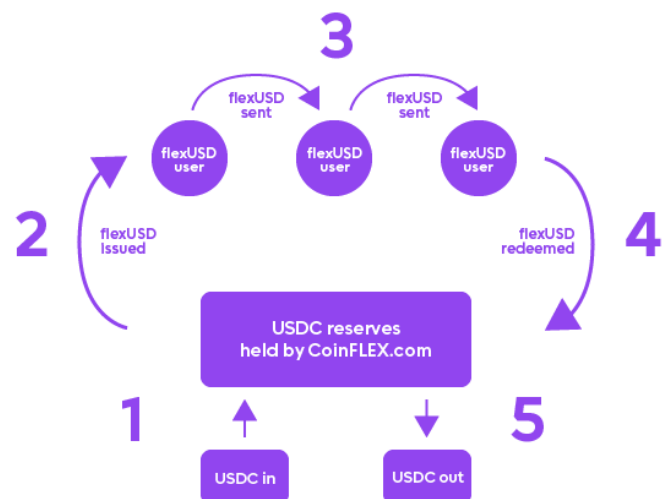 3
flexUSD
sent
flexUSD
sent
flexUSD
user
flexUSD
user
flexUSD
user
2
flexUSD
Issued
flexUSD
redeemed
4
USDC reserves
held by CoinFLEX.com
1
5
USDC in
USDC out